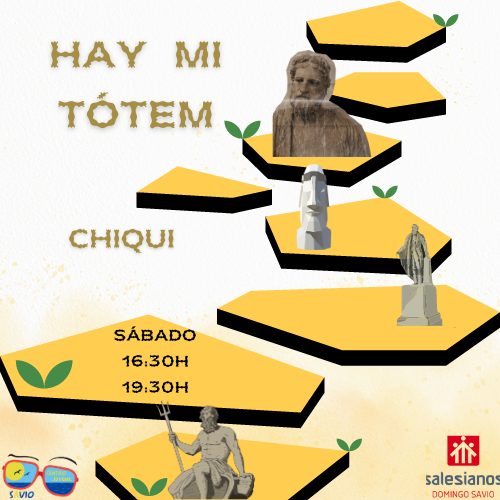 HAY MI
TÓTEM
CHIQUI
SÁBADO
16:30H
19:30H
SAVIO
salesianos
DOMINGO SAVIO